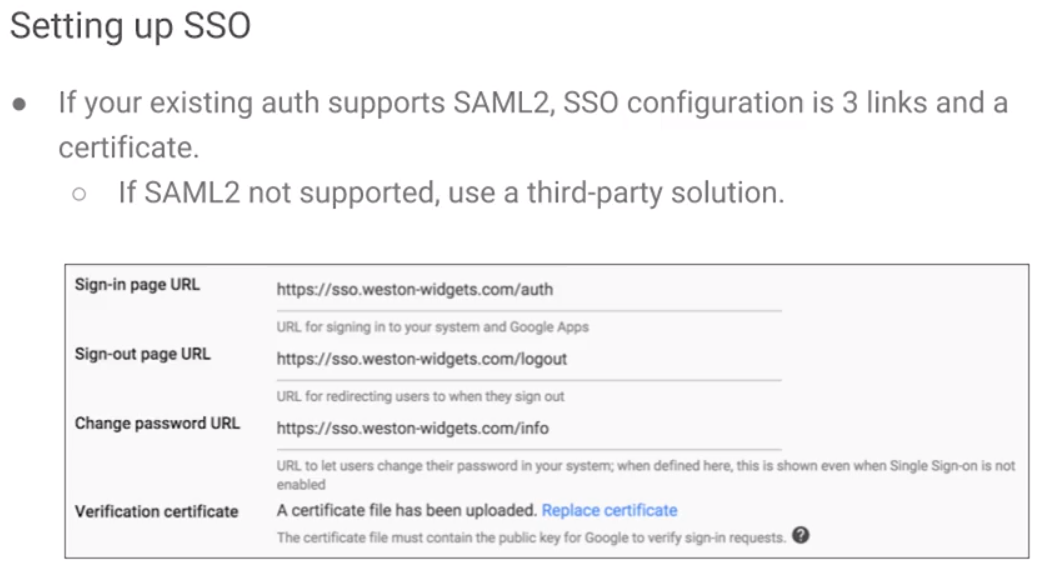 Setting up SSO
● If your existing auth supports SAML2, SSO configuration is 3 links and a
certificate.
○ If SAML2 not supported, use a third-party solution.
Sign-in page URL https://sso.weston-widgets.com/auth
URL for signing in to your system and Google Apps
Sign-out page URL https://sso.weston-widgets.com/logout
URL for redirecting users to when they sign out
Change password URL https://sso.weston-widgets.com/info
URL to let users change their password in your system; when defined here, this is shown even when Single Sign-on is not
enabled
Verification certificate A certificate file has been uploaded. Replace certificate
The certificate file must contain the public key for Google to verify sign-in requests. ?